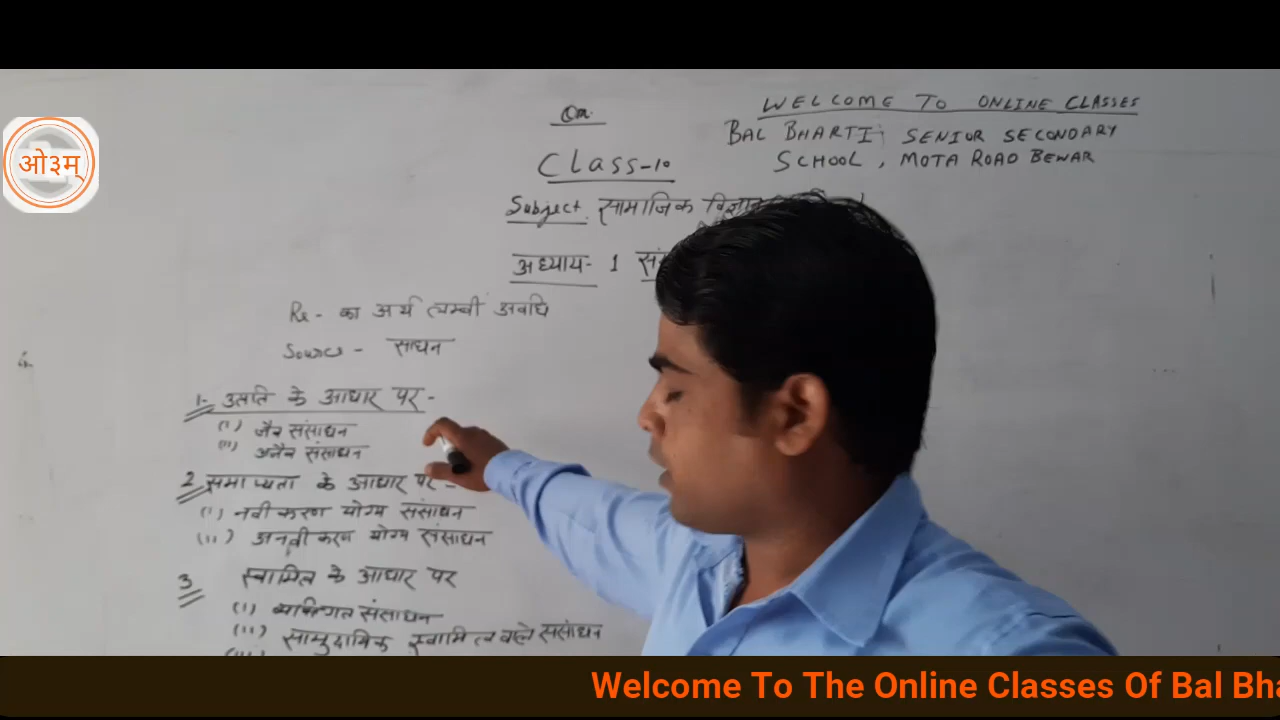 ओ३म्
ॐ
WELCOME TO ONLINE CLASSES
BAL BHARTI SENIOR SECONDARY
SCHOOL, MOTA ROAD BEWAR
Class-10
Subject. सामाजिक विज्ञान
अध्याय- 1
Re- का अर्थ लम्बी अवधि
Source - साधन
1- उत्पति के आधार पर-
(i) जैव संसाधन
(ii) अजैव संसाधन
2 समाप्यता के आधार पर-
(i) नवीकरण योग्य संसाधन
(ii) अनवीकरण योग्य संसाधन
3 स्वामित्व के आधार पर
(i) व्यक्तिगत संसाधन
(ii) सामुदायिक स्वामित्व वाले संसाधन
Welcome To The Online Classes Of Bal Bha